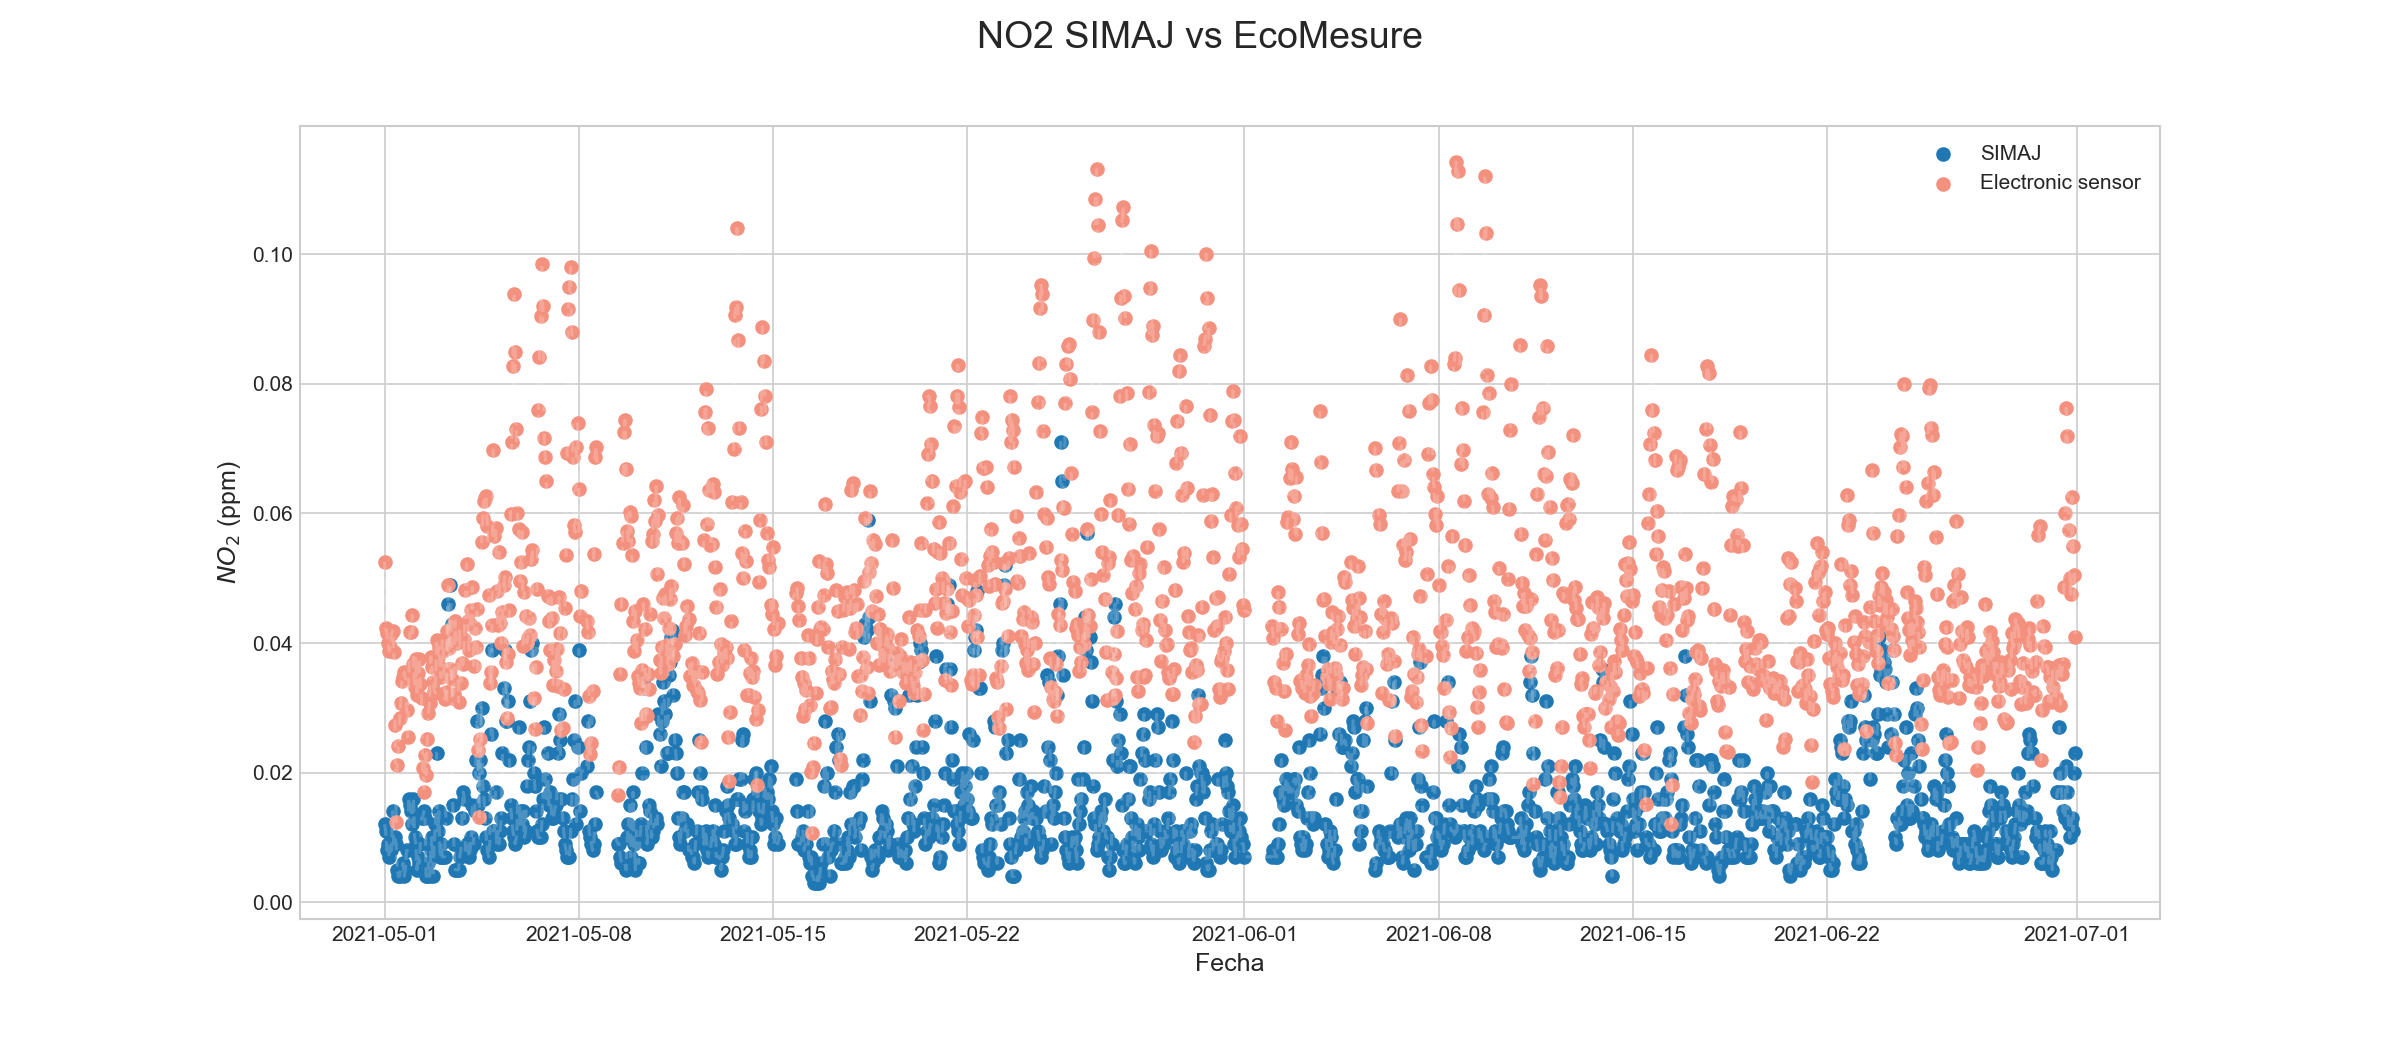 NO2 SIMAJ vs EcoMesure
SIMAJ
Electronic sensor
NO₂ (ppm)
0.10
0.08
0.06
0.04
0.02
0.00
2021-05-01 2021-05-08 2021-05-15 2021-05-22 2021-06-01 2021-06-08 2021-06-15 2021-06-22 2021-07-01
Fecha